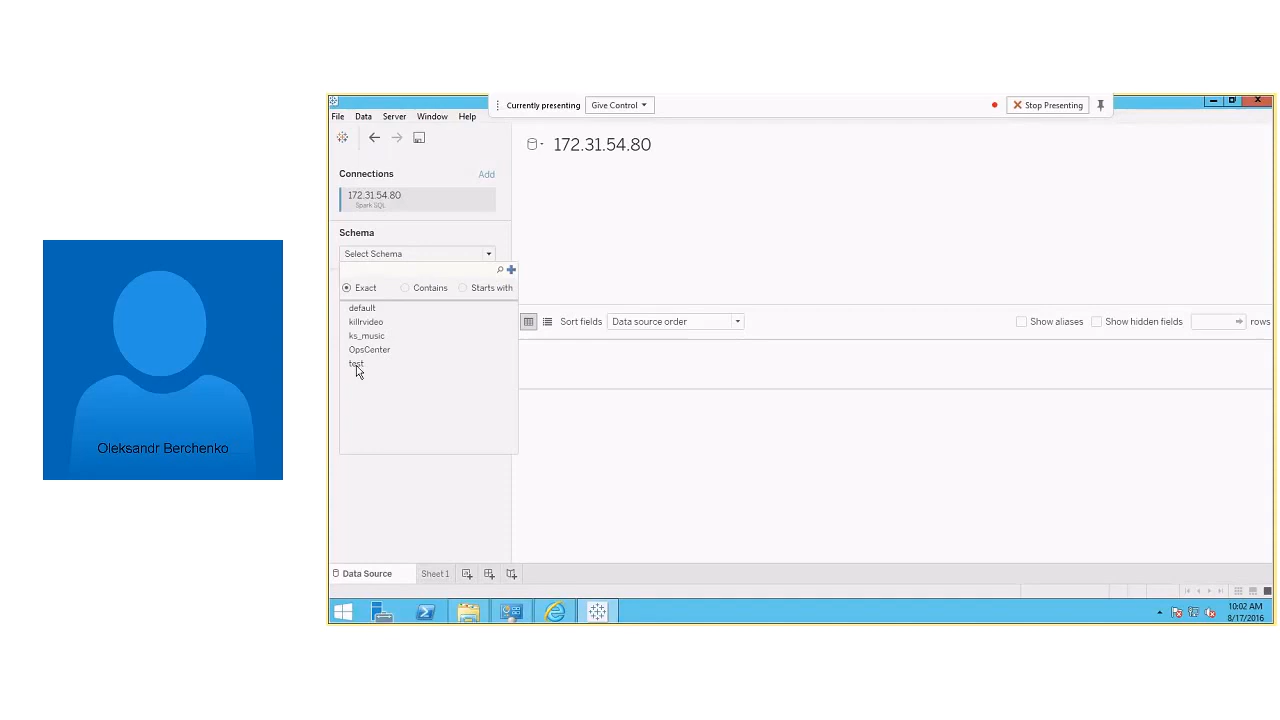 Currently presenting Give Control Stop Presenting
File Data Server Window Help
172.31.54.80
Connections Add
172.31.54.80
Spark SQL
Schema
Select Schema
Exact Contains Starts with
default
killrvideo
ks_music
OpsCenter
test
Sort fields Data source order Show aliases Show hidden fields rows
Oleksandr Berchenko
Data Source Sheet 1
10:02 AM
8/17/2016